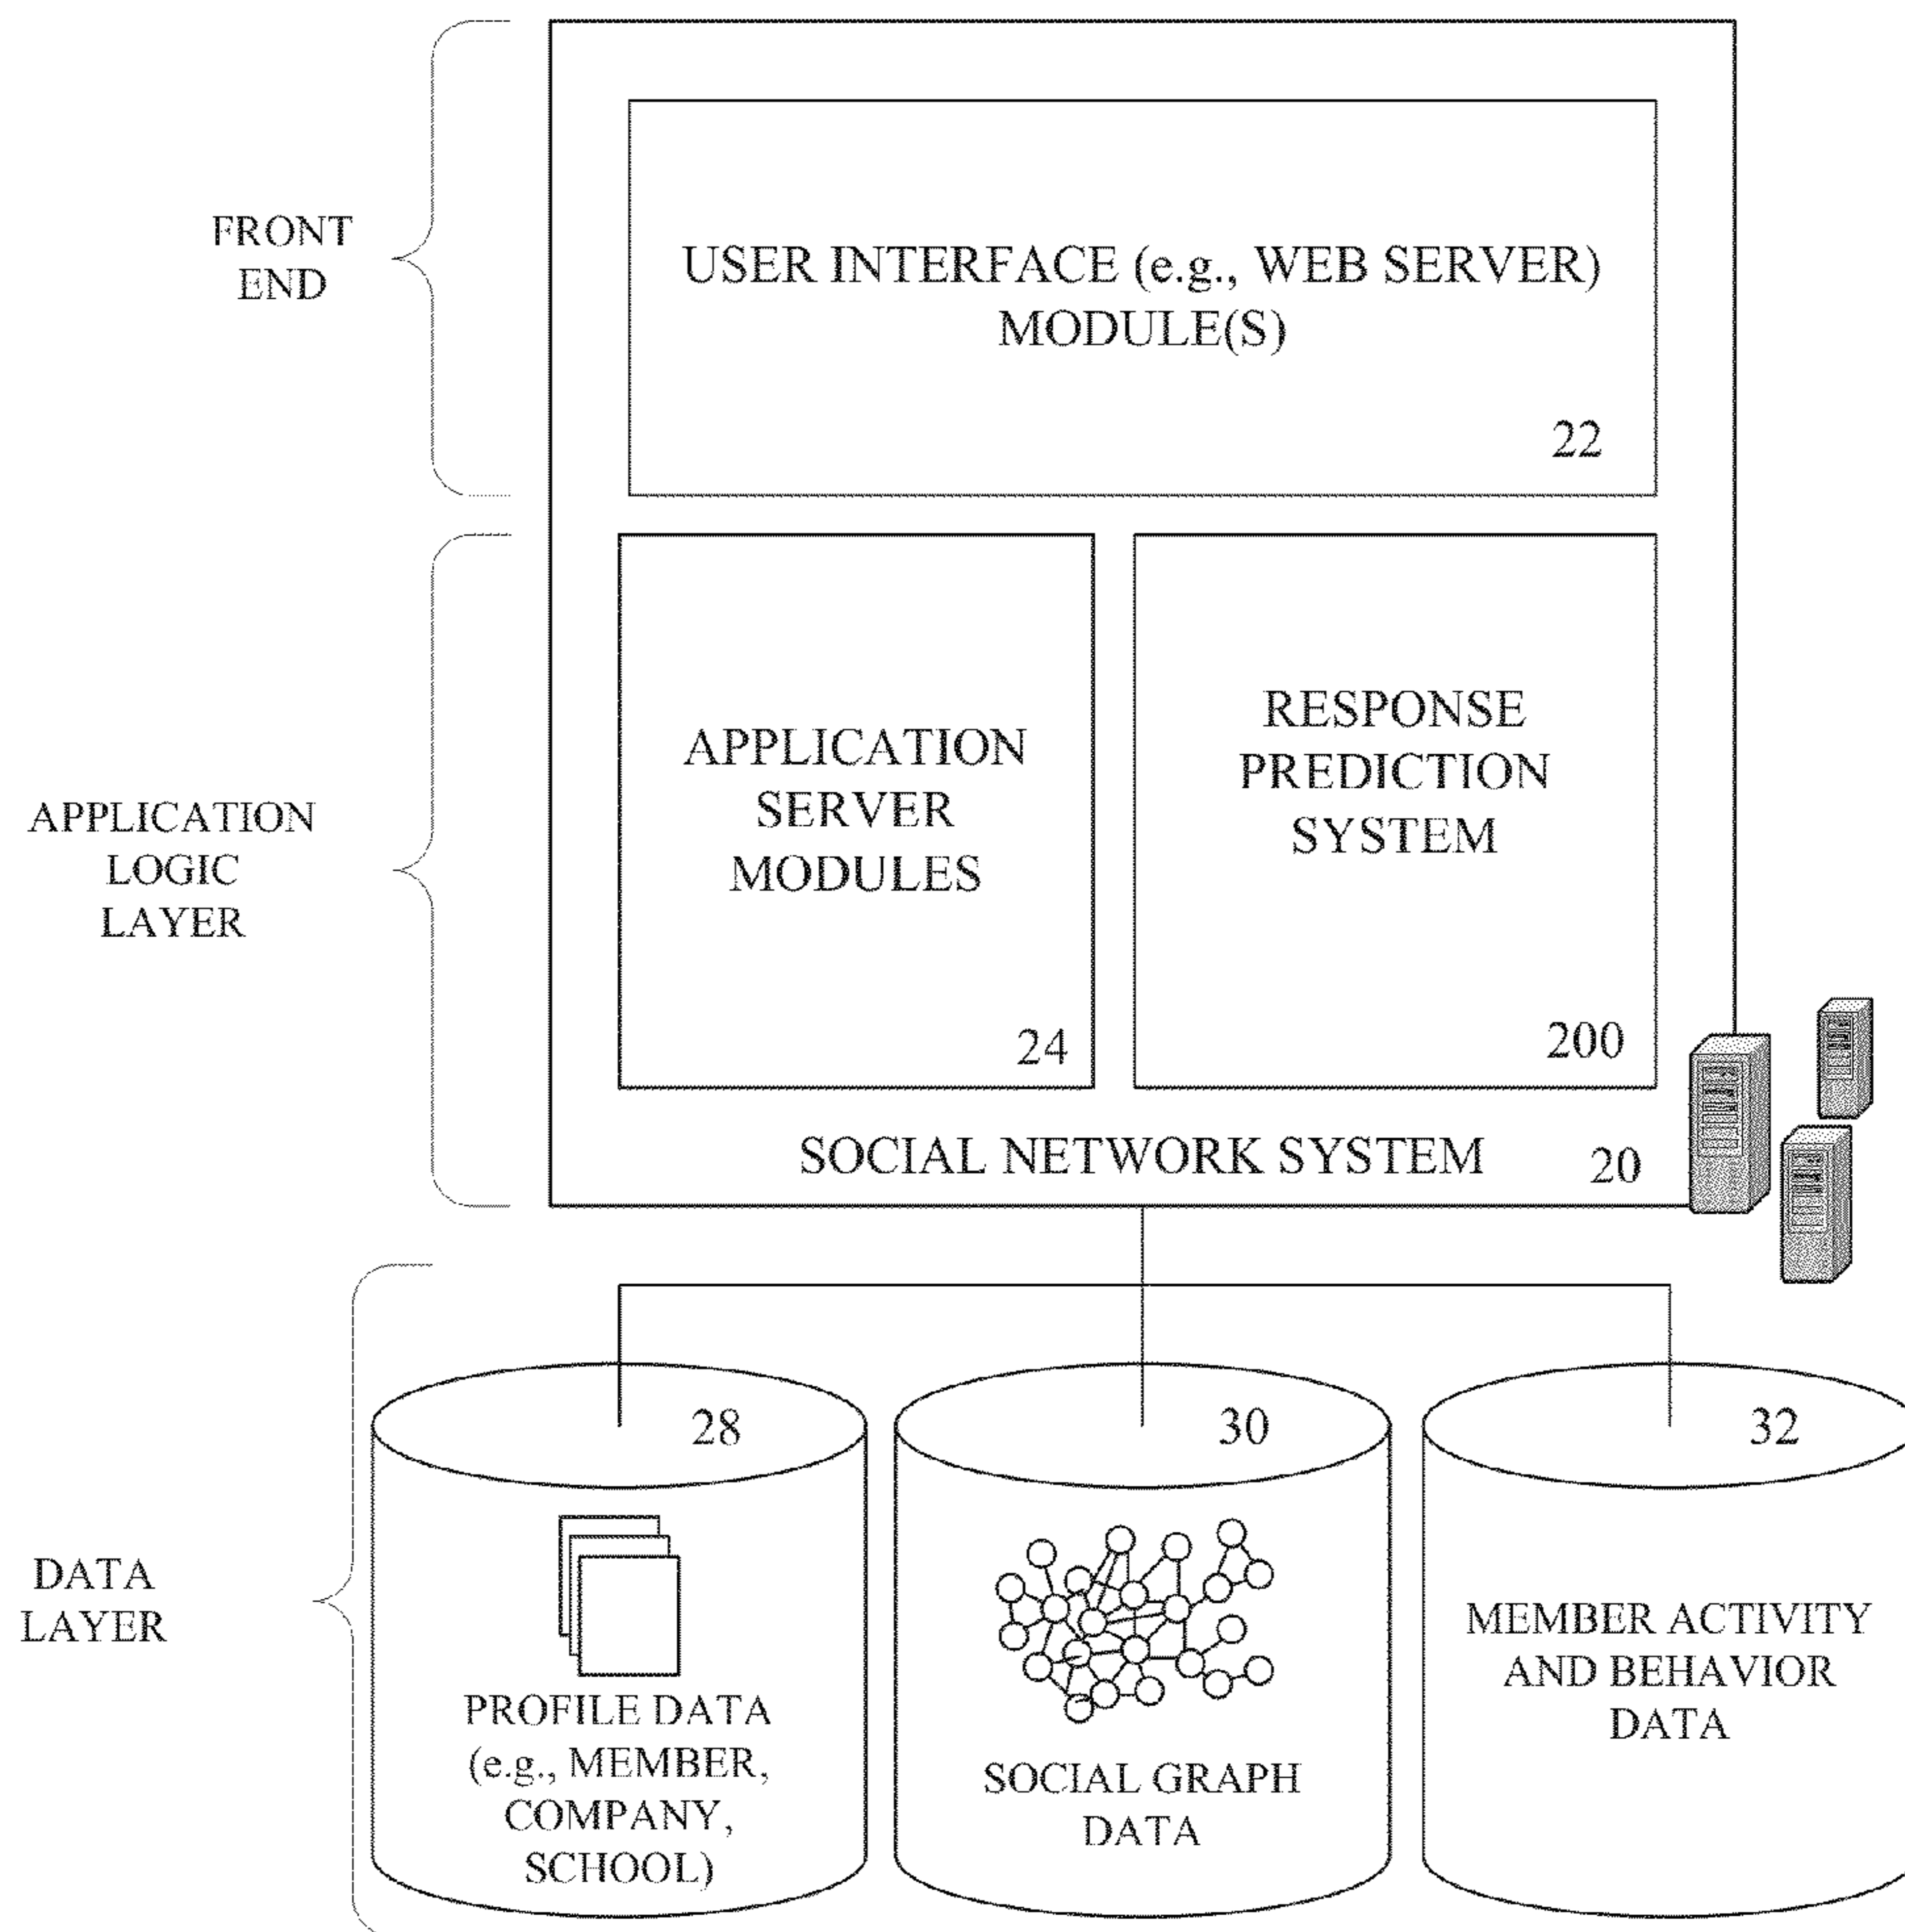 FRONT
END
USER INTERFACE (e.g., WEB SERVER)
MODULE(S)
22
APPLICATION
LOGIC
LAYER
APPLICATION
SERVER
MODULES
24
RESPONSE
PREDICTION
SYSTEM
200
SOCIAL NETWORK SYSTEM
20
DATA
LAYER
28
PROFILE DATA
(e.g., MEMBER,
COMPANY,
SCHOOL)
30
SOCIAL GRAPH
DATA
32
MEMBER ACTIVITY
AND BEHAVIOR
DATA